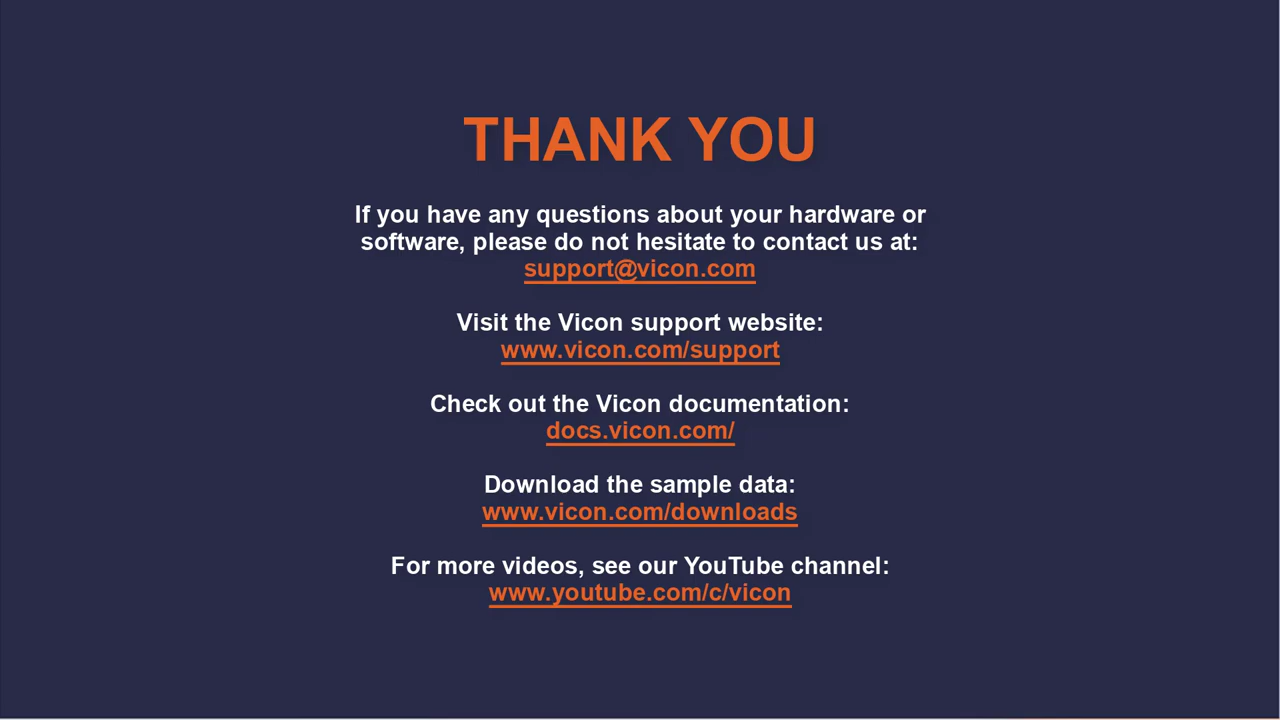 THANK YOU
If you have any questions about your hardware or
software, please do not hesitate to contact us at:
support@vicon.com
Visit the Vicon support website:
www.vicon.com/support
Check out the Vicon documentation:
docs.vicon.com/
Download the sample data:
www.vicon.com/downloads
For more videos, see our YouTube channel:
www.youtube.com/c/vicon